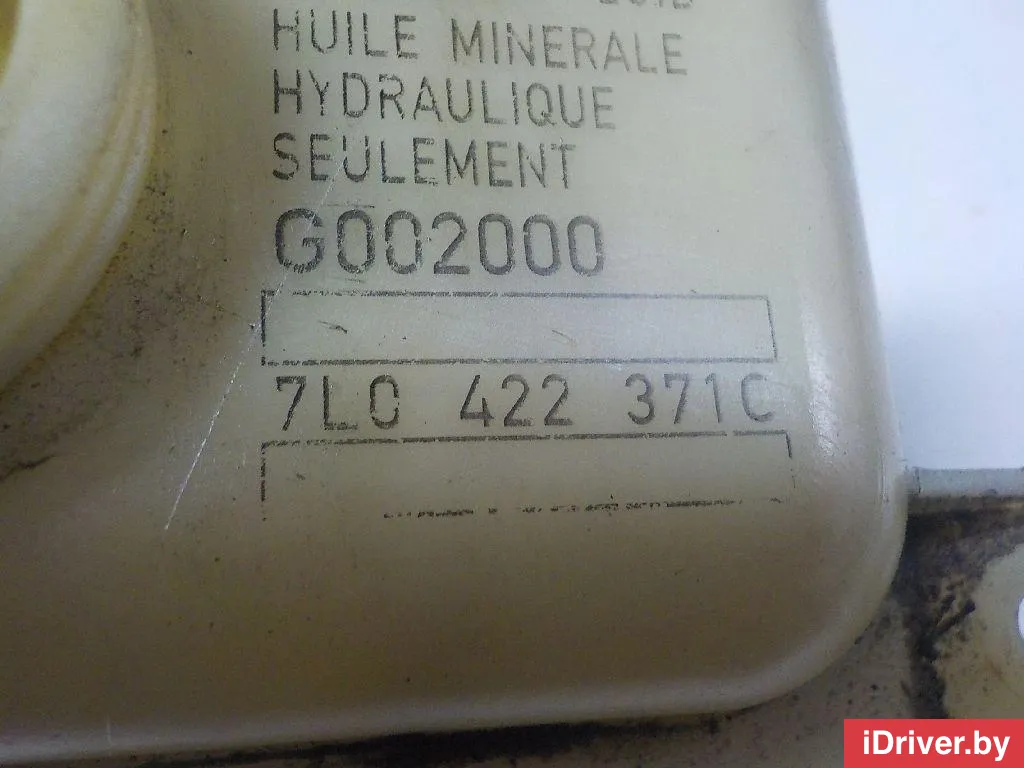 HUILE MINERALE
HYDRAULIQUE
SEULEMENT
G002000
7L0 422 371C
iDriver.by